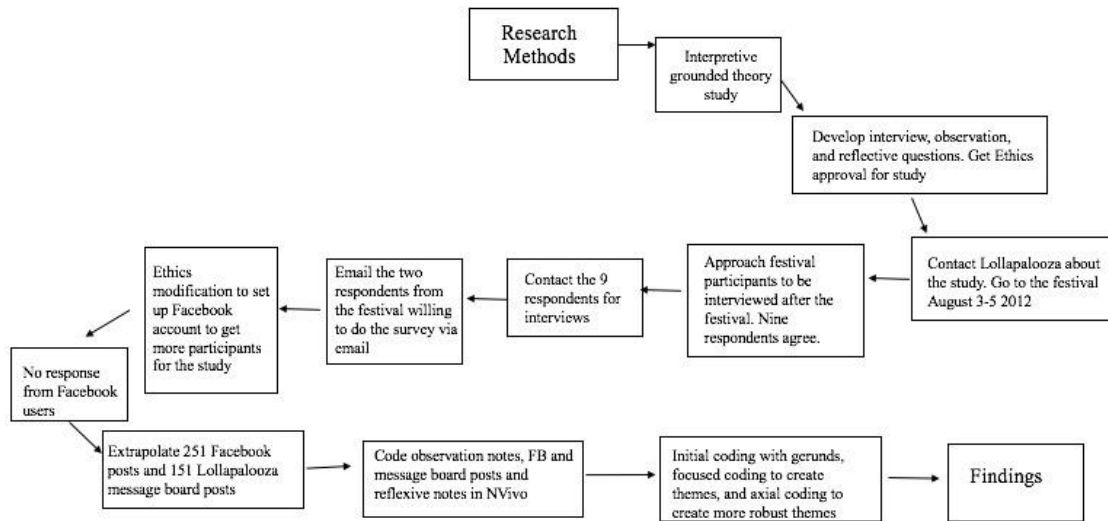 Research
Methods
Interpretive
grounded theory
study
Develop interview, observation,
and reflective questions. Get Ethics
approval for study
Contact Lollapalooza about
the study. Go to the festival
August 3-5 2012
Approach festival
participants to be
interviewed after the
festival. Nine
respondents agree.
Contact the 9
respondents for
interviews
Email the two
respondents from
the festival willing
to do the survey via
email
Ethics
modification to set
up Facebook
account to get
more participants
for the study
No response
from Facebook
users
Extrapolate 251 Facebook
posts and 151 Lollapalooza
message board posts
Code observation notes, FB and
message board posts and
reflexive notes in NVivo
Initial coding with gerunds,
focused coding to create
themes, and axial coding to
create more robust themes
Findings